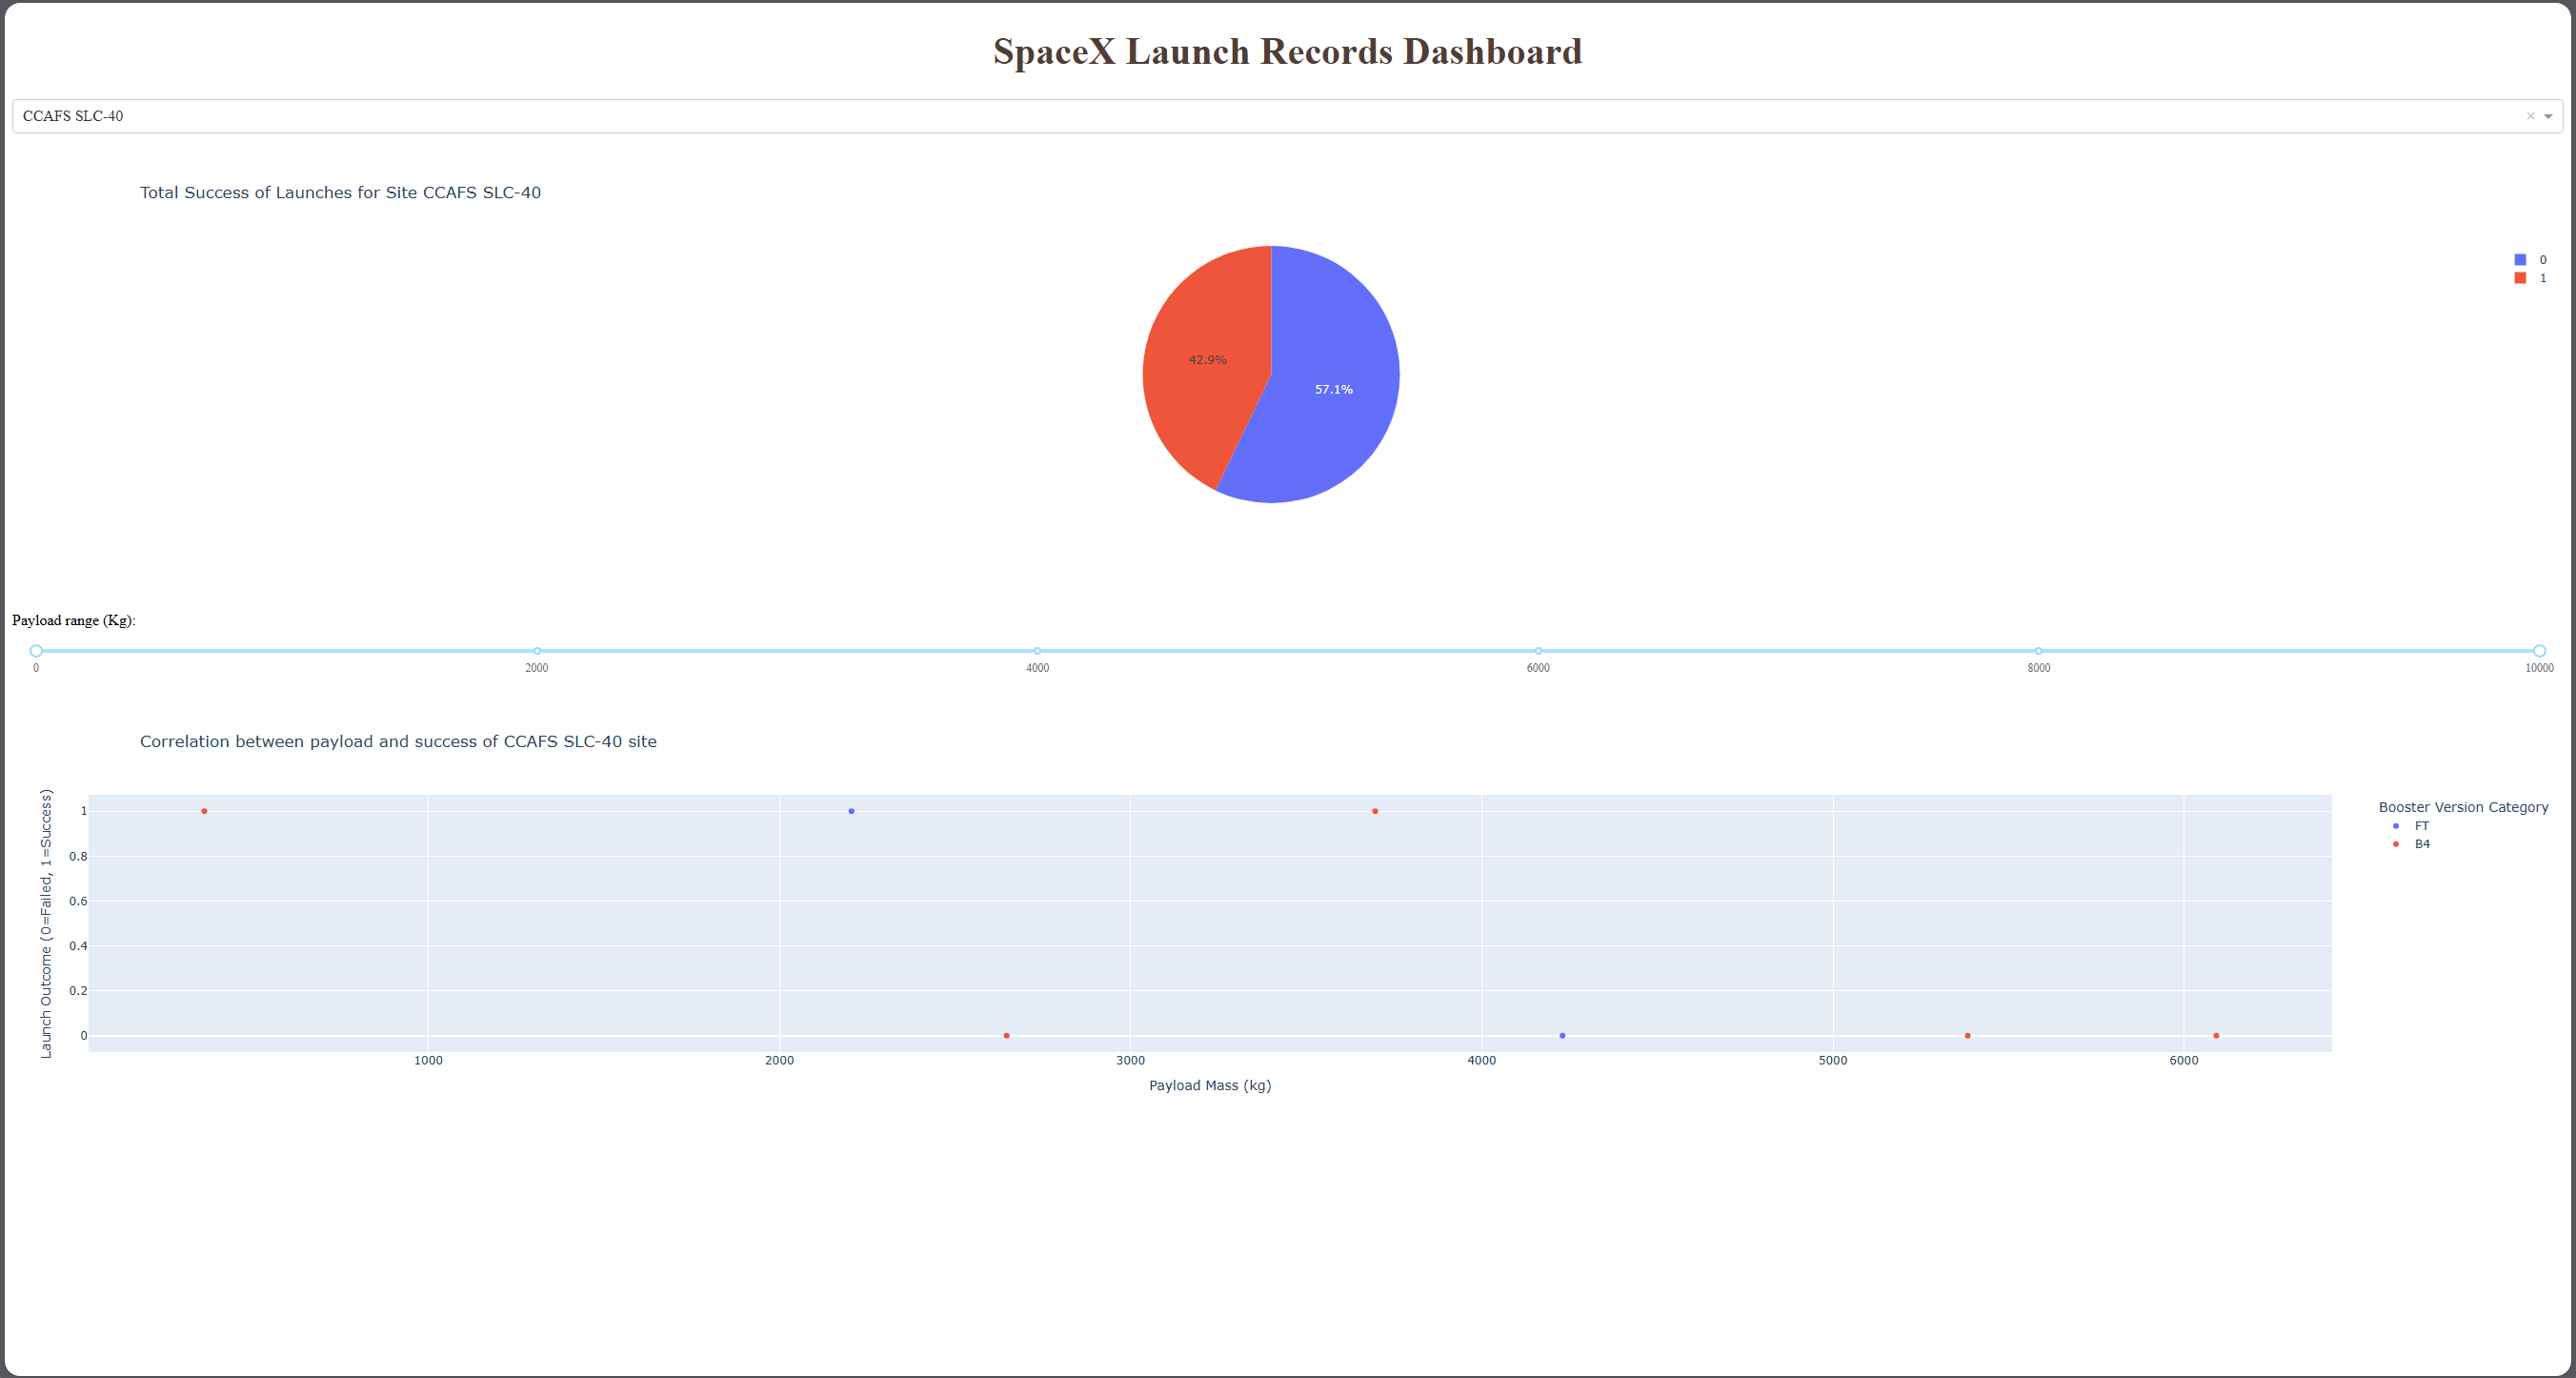 SpaceX Launch Records Dashboard
CCAFS SLC-40
× 
Total Success of Launches for Site CCAFS SLC-40
0
1
42.9%
57.1%
Payload range (Kg):
0 2000 4000 6000 8000 10000
Correlation between payload and success of CCAFS SLC-40 site
Launch Outcome (0=Failed, 1=Success)
1
0.8
0.6
0.4
0.2
0
1000 2000 3000 4000 5000 6000
Payload Mass (kg)
Booster Version Category
FT
B4